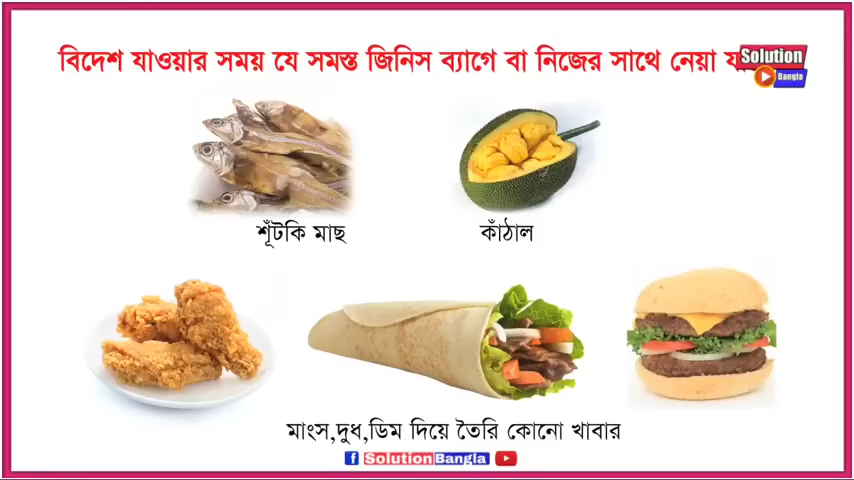 বিদেশ যাওয়ার সময় যে সমস্ত জিনিস ব্যাগে বা নিজের সাথে নেয়া
Solution
Bangla
শূঁটকি মাছ
কাঁঠাল
মাংস,দুধ,ডিম দিয়ে তৈরি কোনো খাবার
SolutionBangla